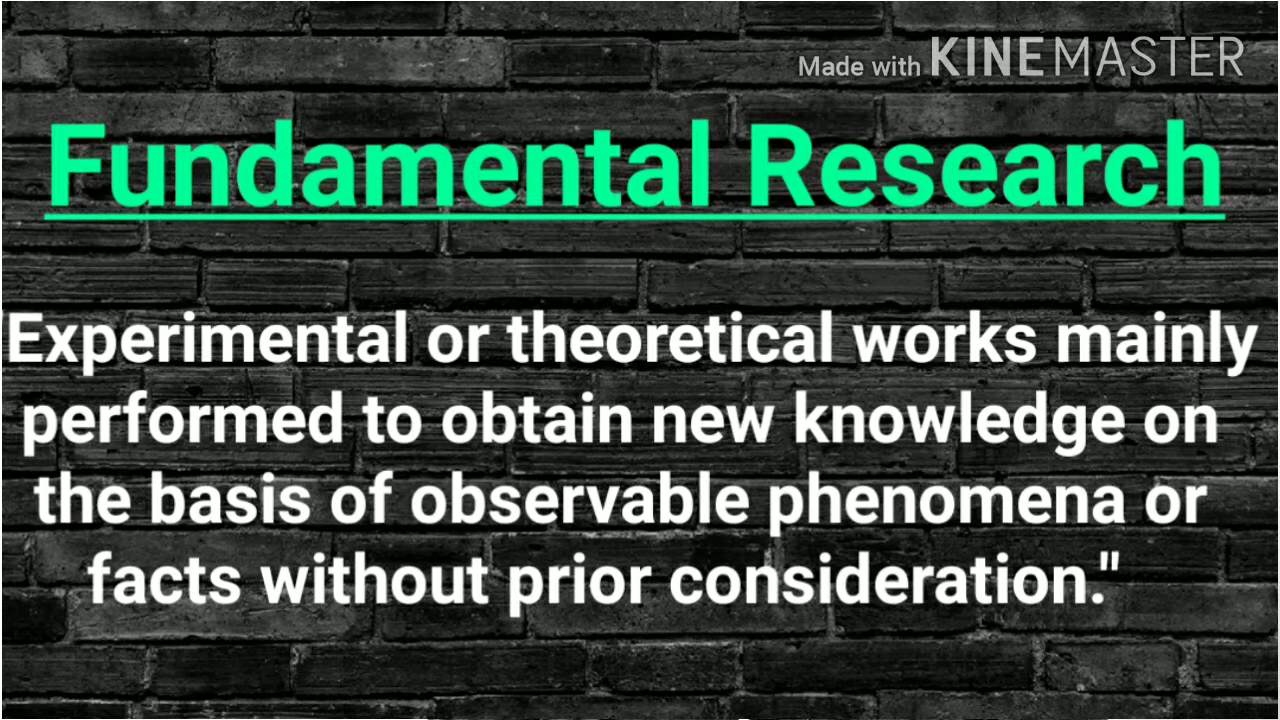 Made with KINEMASTER
Fundamental Research
Experimental or theoretical works mainly
performed to obtain new knowledge on
the basis of observable phenomena or
facts without prior consideration."